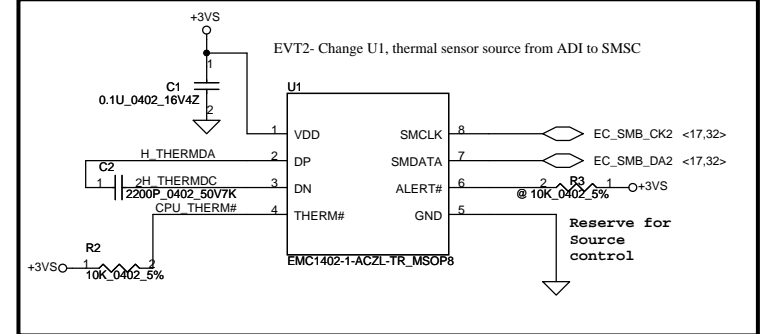 +3VS
EVT2- Change U1, thermal sensor source from ADI to SMSC
1
C1
0.1U_0402_16V4Z
2
U1
1 VDD SMCLK 8 EC_SMB_CK2 <17,32>
H_THERMDA 2 DP SMDATA 7 EC_SMB_DA2 <17,32>
C2
1 2 H_THERMDC 3 DN ALERT# 6 2 R3 1 +3VS
2200P_0402_50V7K @ 10K_0402_5%
CPU_THERM# 4 THERM# GND 5
Reserve for
Source
control
R2
+3VS 1 2
10K_0402_5%
EMC1402-1-ACZL-TR_MSOP8